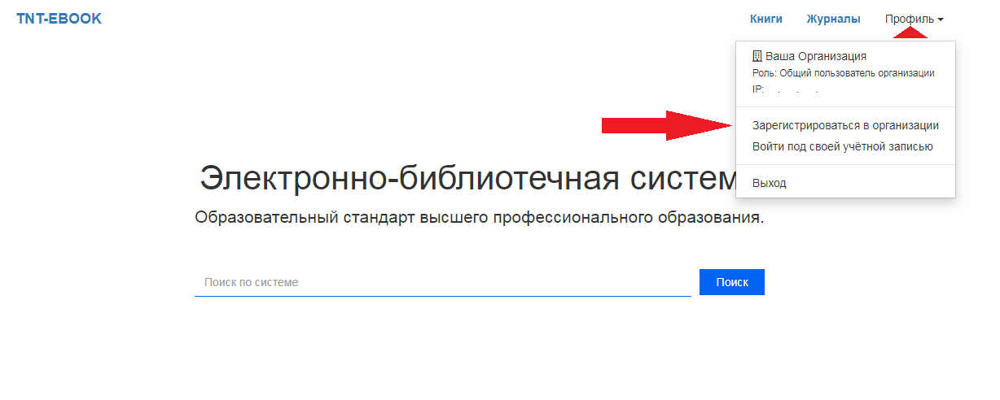 TNT-EBOOK
Книги Журналы Профиль
Ваша Организация
Роль: Общий пользователь организации
IP:
Зарегистрироваться в организации
Войти под своей учётной записью
Выход
Электронно-библиотечная систем
Образовательный стандарт высшего профессионального образования.
Поиск по системе
Поиск